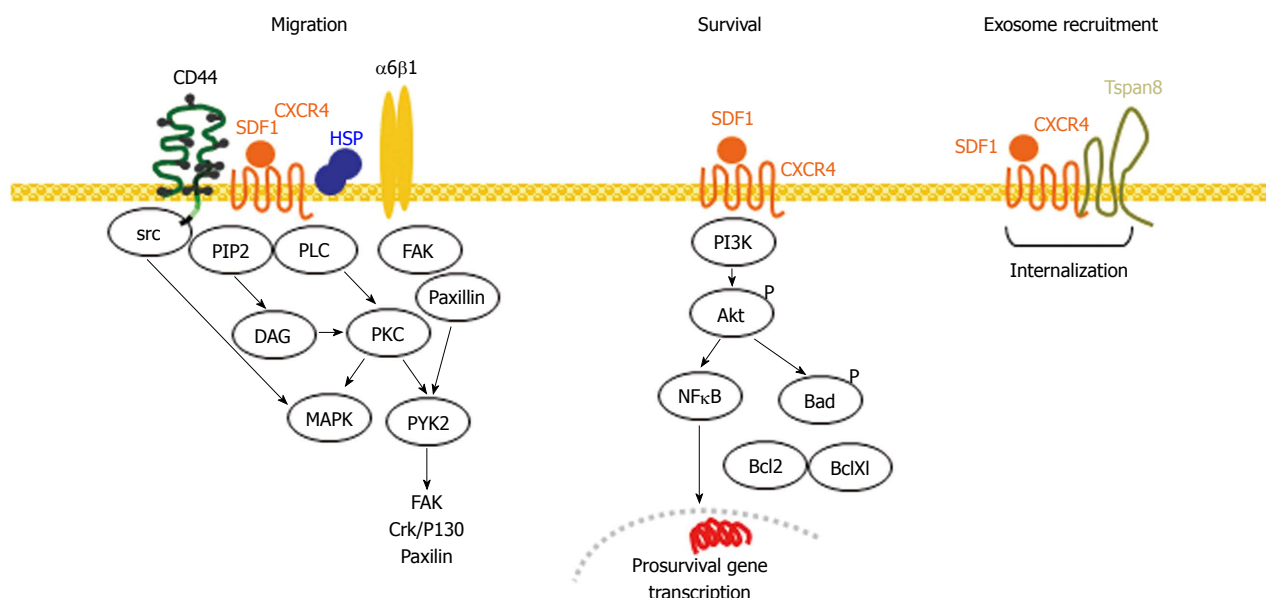 Migration
Survival
Exosome recruitment
α6β1
CD44
CXCR4
SDF1
HSP
SDF1
CXCR4
Tspan8
CXCR4
SDF1
src
PIP2
PLC
FAK
Paxillin
DAG
PKC
MAPK
PYK2
FAK
Crk/P130
Paxilin
PI3K
P
Akt
NFκB
P
Bad
Bcl2
BclXl
Prosurvival gene
transcription
Internalization